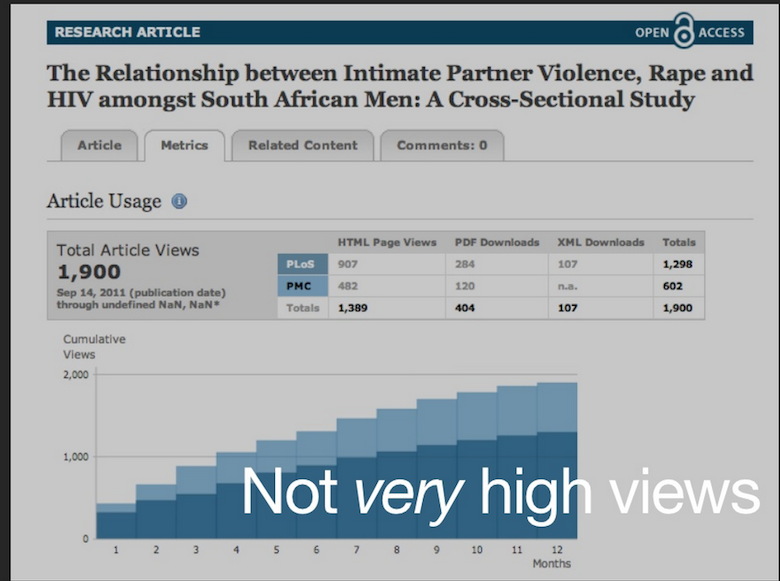 RESEARCH ARTICLE
OPEN ACCESS
The Relationship between Intimate Partner Violence, Rape and
HIV amongst South African Men: A Cross-Sectional Study
Article
Metrics
Related Content
Comments: 0
Article Usage i
Total Article Views
1,900
Sep 14, 2011 (publication date)
through undefined NaN, NaN*
HTML Page Views PDF Downloads XML Downloads Totals
PLoS 907 284 107 1,298
PMC 482 120 n.a. 602
Totals 1,389 404 107 1,900
Cumulative
Views
2,000
1,000
0
1 2 3 4 5 6 7 8 9 10 11 12
Months
Not very high views